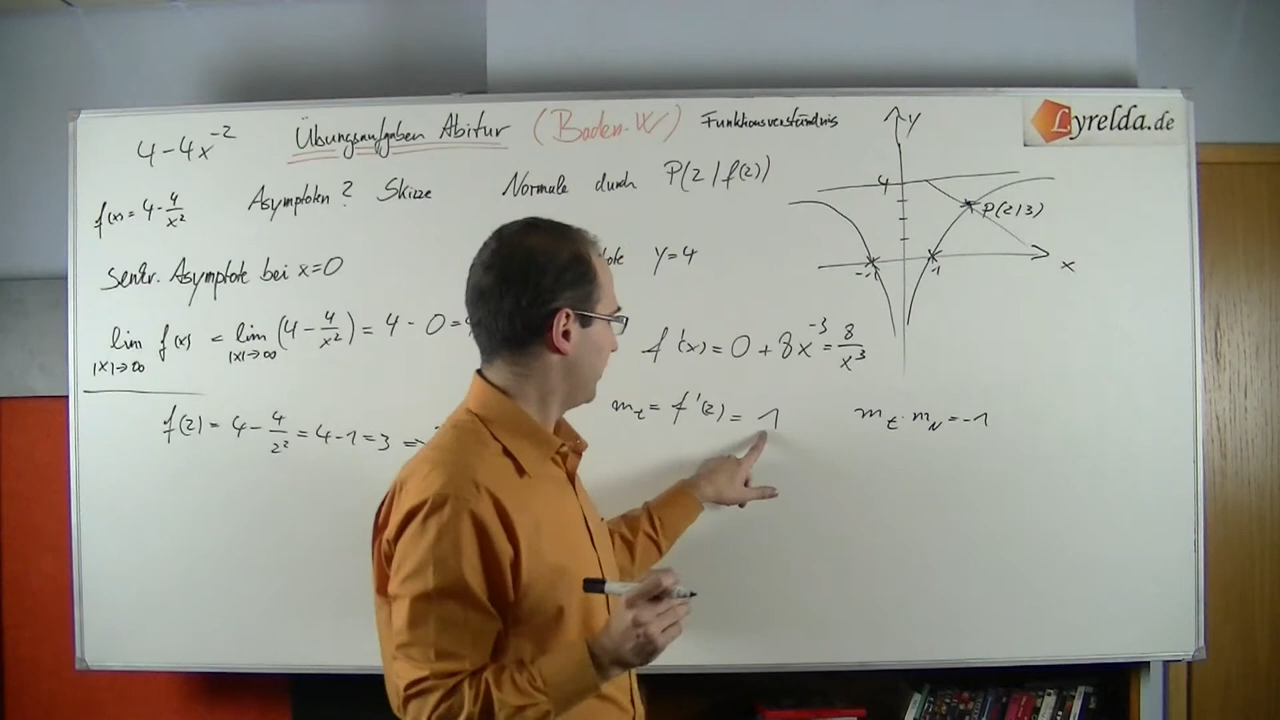 4-4x⁻²
Übungsaufgaben Abitur (Baden-W) Funktionsverständnis
Lyrelda.de
f(x) = 4 - 4/x²
Asymptoten? Skizze Normale durch P(2/f(2))
Senkr. Asymptote bei x=0
y=4
lim |x|→∞ f(x) = lim |x|→∞ (4 - 4/x²) = 4 - 0 =
f'(x) = 0 + 8x⁻³ = 8/x³
f(2) = 4 - 4/2² = 4-1 = 3 ⇒
m_t = f'(2) = 1
m_t · m_N = -1
y
4
P(2/3)
-1
1
x